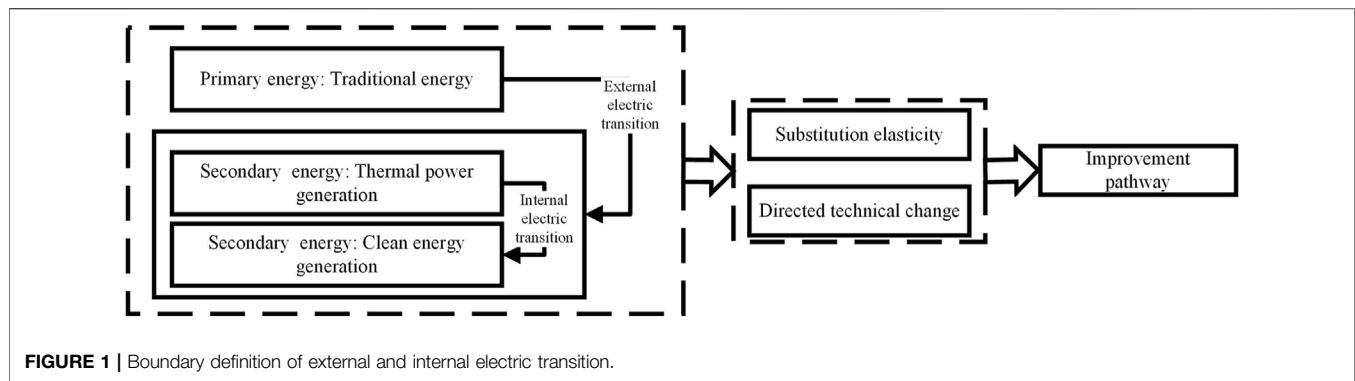 Primary energy: Traditional energy
External
electric
transition
Secondary energy: Thermal power
generation
Internal
electric
transition
Secondary energy: Clean energy
generation
Substitution elasticity
Directed technical change
Improvement
pathway
FIGURE 1 | Boundary definition of external and internal electric transition.